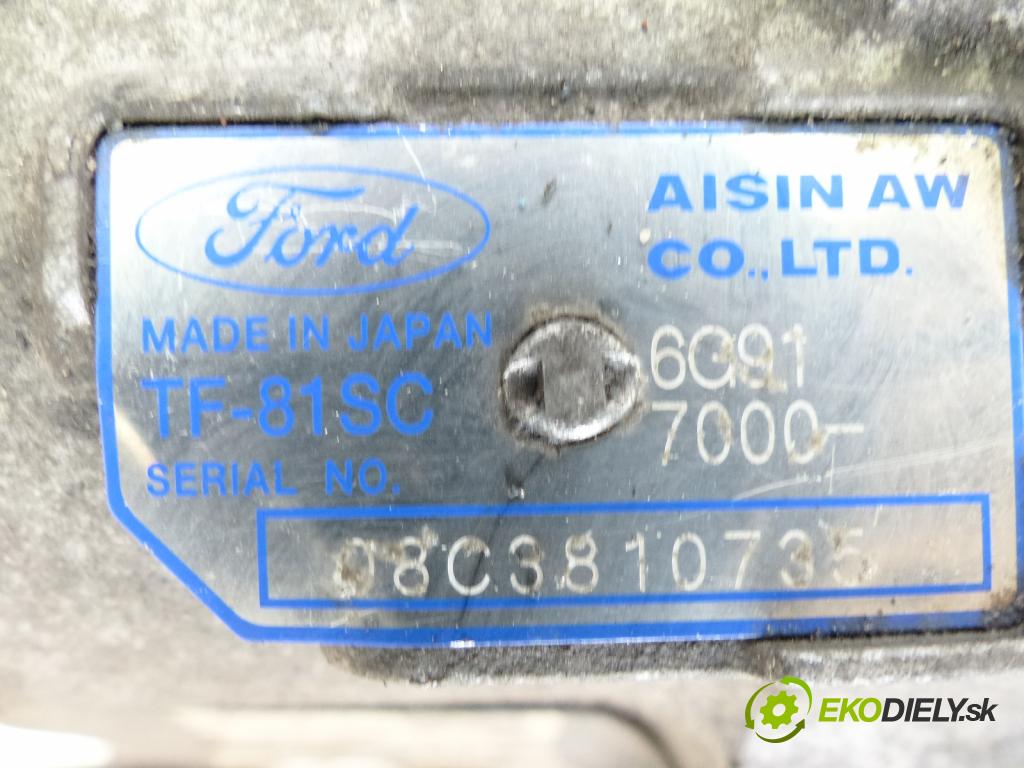 Ford
AISIN AW
CO., LTD.
MADE IN JAPAN
TF-81SC
6G91
7000-
SERIAL NO.
08C3810735
EKODIELY.sk